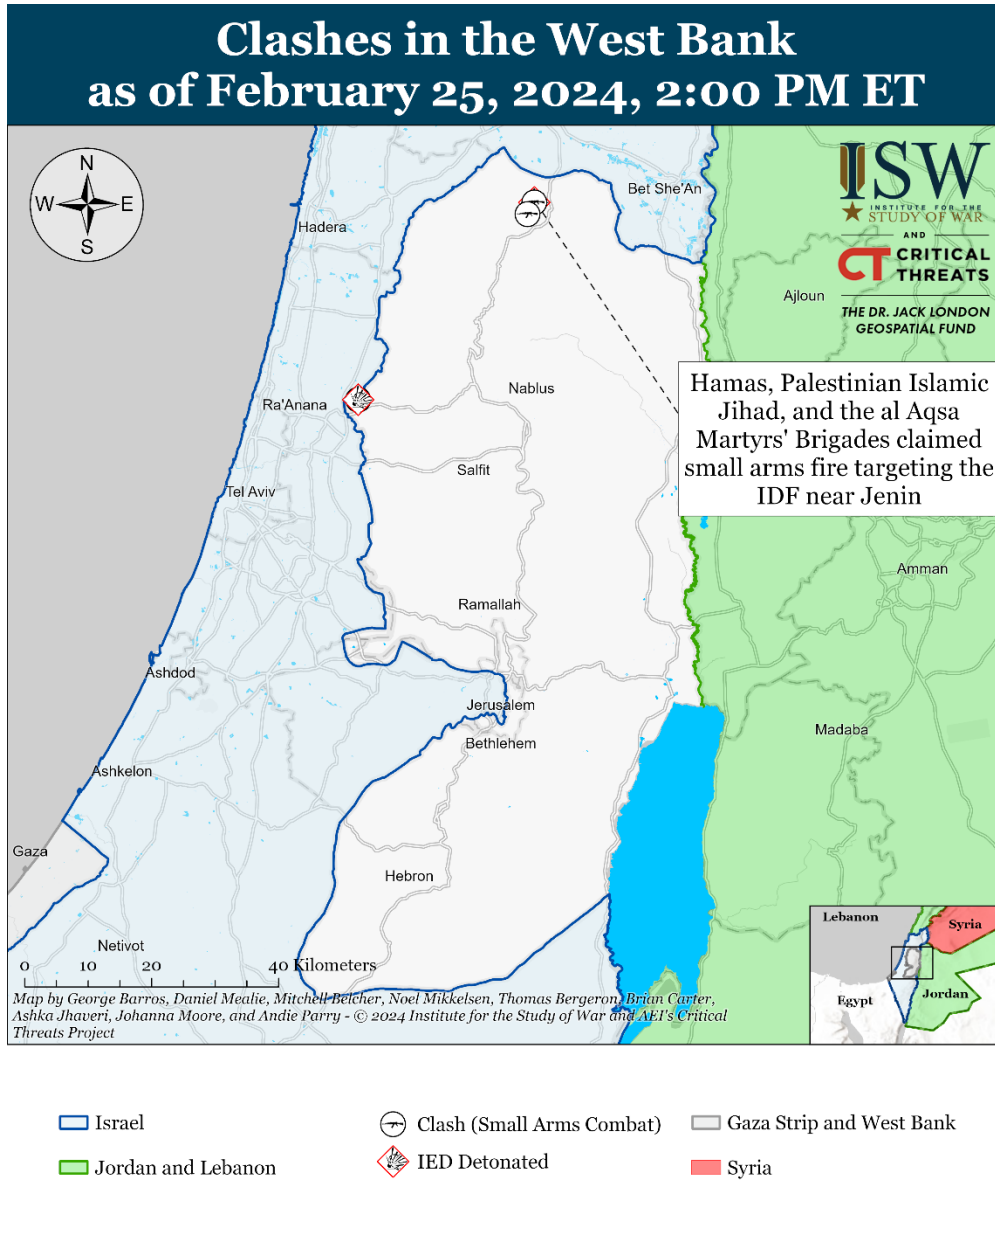 Clashes in the West Bank
as of February 25, 2024, 2:00 PM ET
N
W
E
S
ISW
INSTITUTE FOR THE
STUDY OF WAR
AND
CT CRITICAL
THREATS
THE DR. JACK LONDON
GEOSPATIAL FUND
Bet She'An
Hadera
Ajloun
Hamas, Palestinian Islamic
Jihad, and the al Aqsa
Martyrs' Brigades claimed
small arms fire targeting the
IDF near Jenin
Nablus
Ra'Anana
Salfit
Tel Aviv
Amman
Ramallah
Ashdod
Jerusalem
Madaba
Bethlehem
Ashkelon
Gaza
Hebron
Netivot
0 10 20 40 Kilometers
Map by George Barros, Daniel Mealie, Mitchell Belcher, Noel Mikkelsen, Thomas Bergeron, Brian Carter,
Ashka Jhaveri, Johanna Moore, and Andie Parry - © 2024 Institute for the Study of War and AEI's Critical
Threats Project
Lebanon
Syria
Egypt
Jordan
Israel
Clash (Small Arms Combat)
Gaza Strip and West Bank
Jordan and Lebanon
IED Detonated
Syria